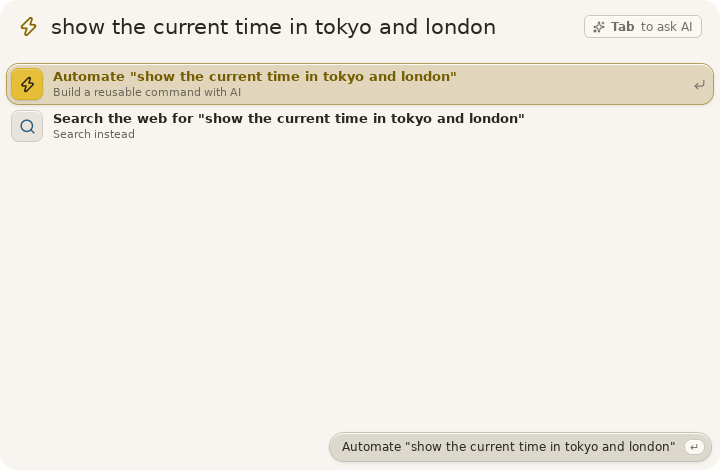 show the current time in tokyo and london
Tab to ask AI
Automate "show the current time in tokyo and london"
Build a reusable command with AI
Search the web for "show the current time in tokyo and london"
Search instead
Automate "show the current time in tokyo and london"